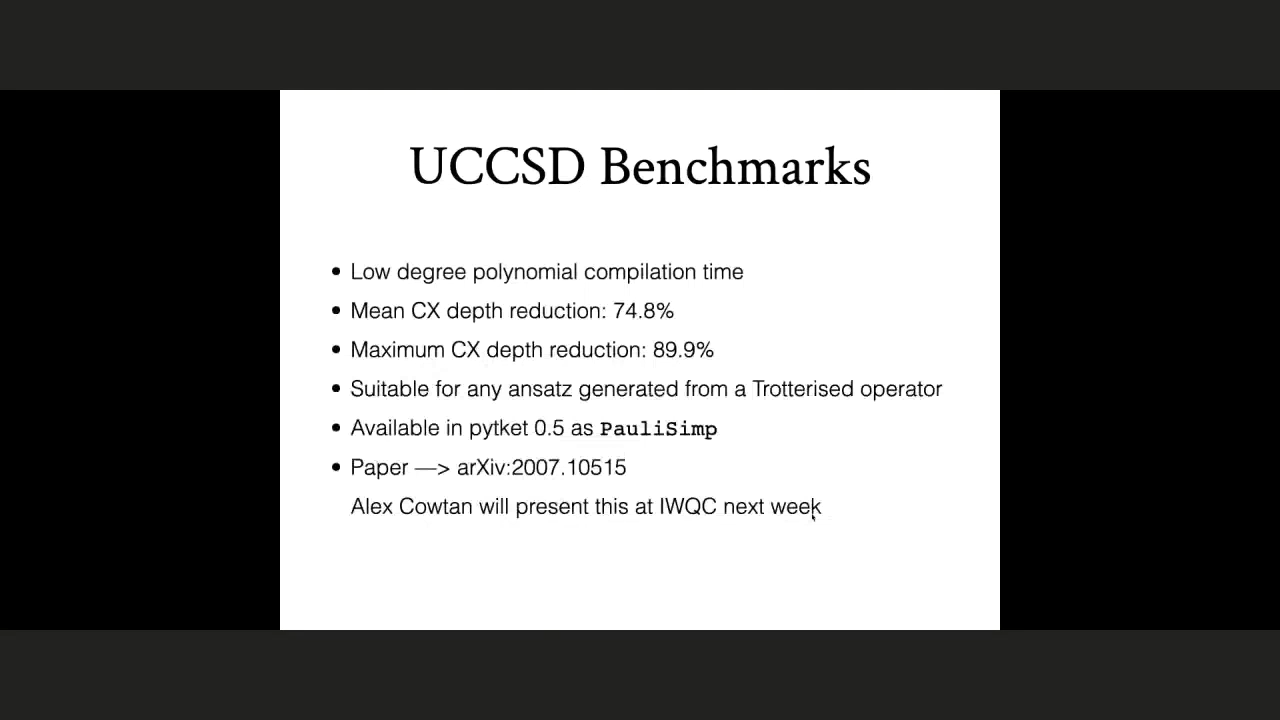 UCCSD Benchmarks
• Low degree polynomial compilation time
• Mean CX depth reduction: 74.8%
• Maximum CX depth reduction: 89.9%
• Suitable for any ansatz generated from a Trotterised operator
• Available in pytket 0.5 as PauliSimp
• Paper —> arXiv:2007.10515
Alex Cowtan will present this at IWQC next week